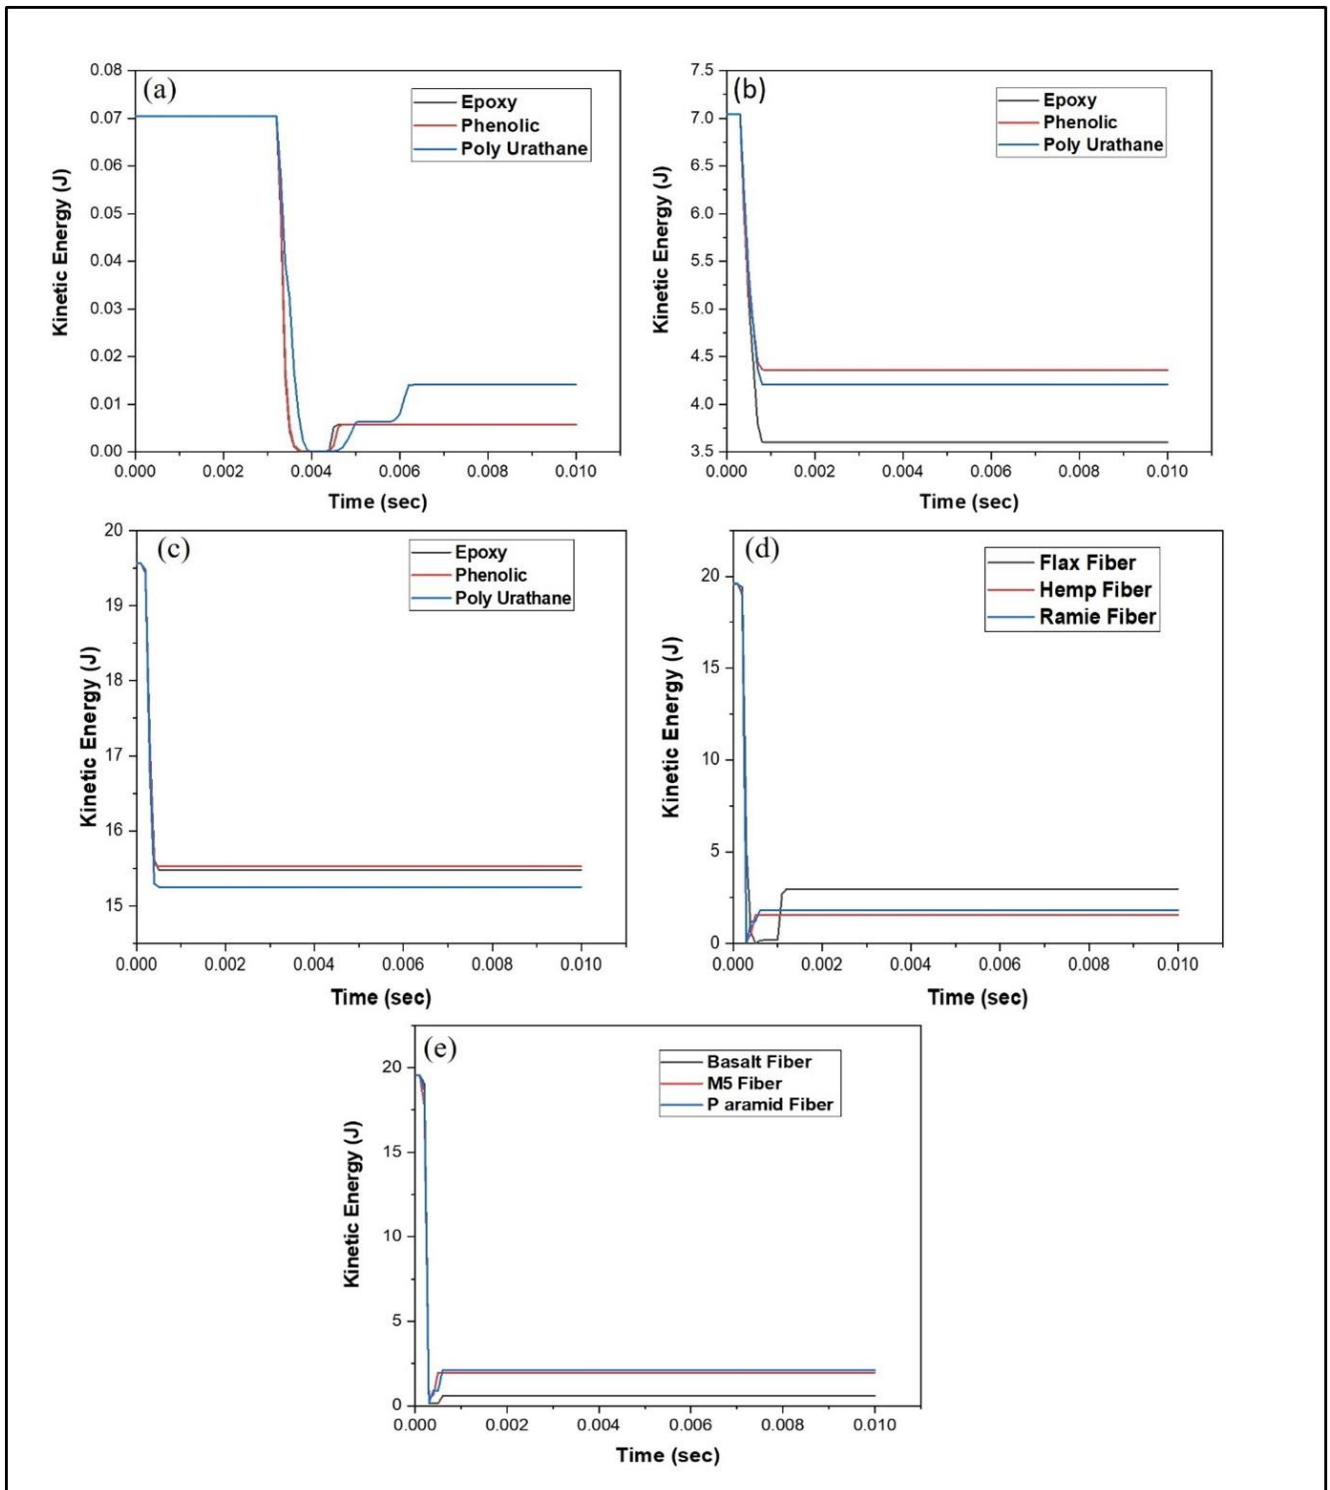 (a)
Epoxy
Phenolic
Poly Urathane
Kinetic Energy (J)
0.08
0.07
0.06
0.05
0.04
0.03
0.02
0.01
0.00
0.000 0.002 0.004 0.006 0.008 0.010
Time (sec)
(b)
Epoxy
Phenolic
Poly Urathane
Kinetic Energy (J)
7.5
7.0
6.5
6.0
5.5
5.0
4.5
4.0
3.5
0.000 0.002 0.004 0.006 0.008 0.010
Time (sec)
(c)
Epoxy
Phenolic
Poly Urathane
Kinetic Energy (J)
20
19
18
17
16
15
0.000 0.002 0.004 0.006 0.008 0.010
Time (sec)
(d)
Flax Fiber
Hemp Fiber
Ramie Fiber
Kinetic Energy (J)
20
15
10
5
0
0.000 0.002 0.004 0.006 0.008 0.010
Time (sec)
(e)
Basalt Fiber
M5 Fiber
P aramid Fiber
Kinetic Energy (J)
20
15
10
5
0
0.000 0.002 0.004 0.006 0.008 0.010
Time (sec)